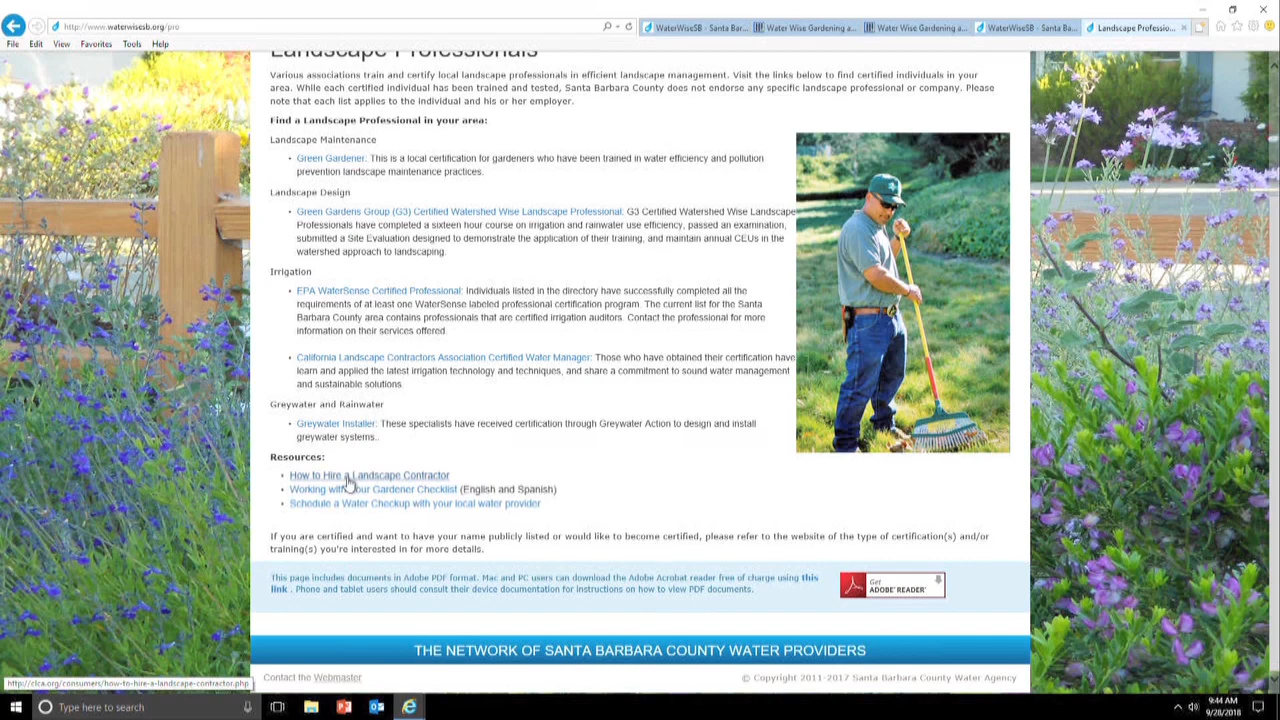 http://www.waterwisesb.org/pro
WaterWiseSB - Santa Bar...
Water Wise Gardening a...
Water Wise Gardening a...
WaterWiseSB - Santa Ba...
Landscape Professio...
File Edit View Favorites Tools Help
Landscape Professionals
Various associations train and certify local landscape professionals in efficient landscape management. Visit the links below to find certified individuals in your
area. While each certified individual has been trained and tested, Santa Barbara County does not endorse any specific landscape professional or company. Please
note that each list applies to the individual and his or her employer.
Find a Landscape Professional in your area:
Landscape Maintenance
• Green Gardener: This is a local certification for gardeners who have been trained in water efficiency and pollution
prevention landscape maintenance practices.
Landscape Design
• Green Gardens Group (G3) Certified Watershed Wise Landscape Professional: G3 Certified Watershed Wise Landscape
Professionals have completed a sixteen hour course on irrigation and rainwater use efficiency, passed an examination,
submitted a Site Evaluation designed to demonstrate the application of their training, and maintain annual CEUs in the
watershed approach to landscaping.
Irrigation
• EPA WaterSense Certified Professional: Individuals listed in the directory have successfully completed all the
requirements of at least one WaterSense labeled professional certification program. The current list for the Santa
Barbara County area contains professionals that are certified irrigation auditors. Contact the professional for more
information on their services offered.
• California Landscape Contractors Association Certified Water Manager: Those who have obtained their certification have
learn and applied the latest irrigation technology and techniques, and share a commitment to sound water management
and sustainable solutions
Greywater and Rainwater
• Greywater Installer: These specialists have received certification through Greywater Action to design and install
greywater systems..
Resources:
• How to Hire a Landscape Contractor
• Working with your Gardener Checklist (English and Spanish)
• Schedule a Water Checkup with your local water provider
If you are certified and want to have your name publicly listed or would like to become certified, please refer to the website of the type of certification(s) and/or
training(s) you're interested in for more details.
This page includes documents in Adobe PDF format. Mac and PC users can download the Adobe Acrobat reader free of charge using this
link . Phone and tablet users should consult their device documentation for instructions on how to view PDF documents.
Get
ADOBE® READER®
THE NETWORK OF SANTA BARBARA COUNTY WATER PROVIDERS
Contact the Webmaster
© Copyright 2011-2017 Santa Barbara County Water Agency
http://clca.org/consumers/how-to-hire-a-landscape-contractor.php
Type here to search
9:44 AM
9/28/2018